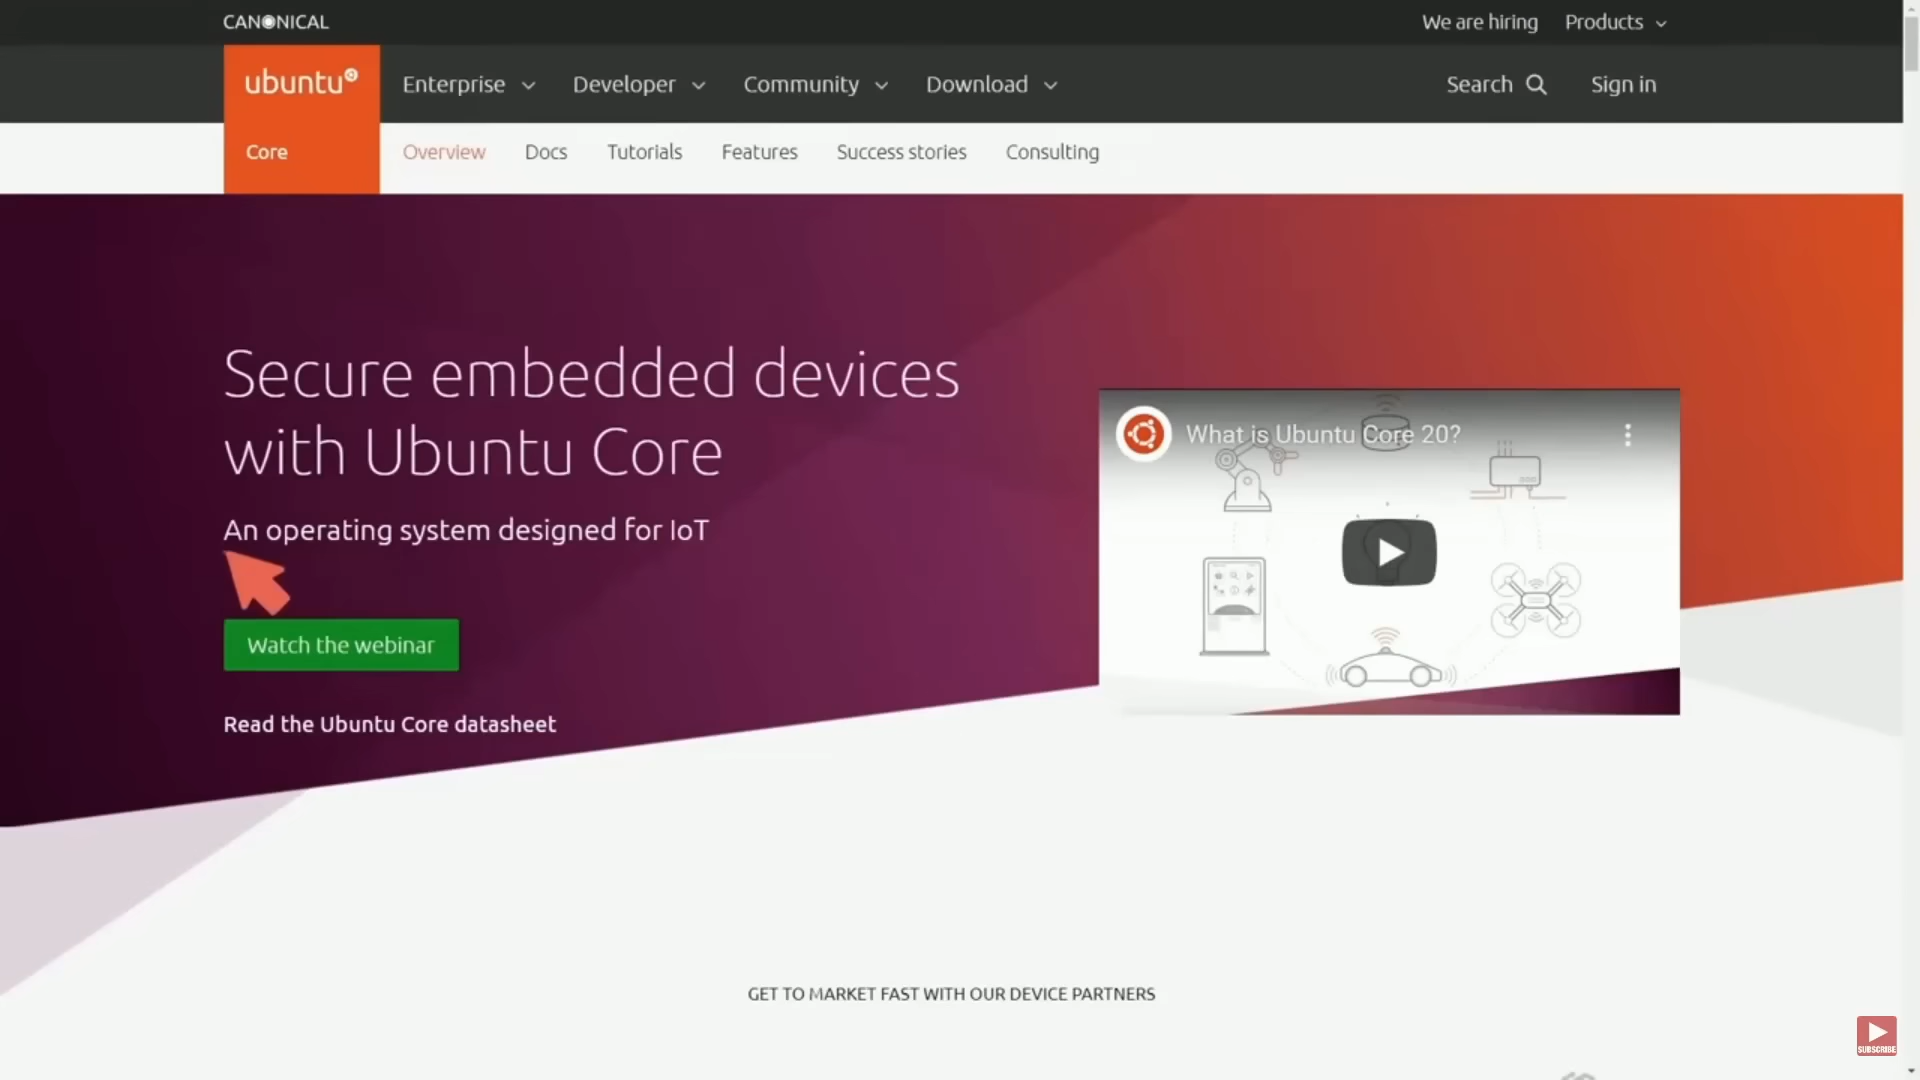 CANONICAL
We are hiring
Products
ubuntu
Enterprise
Developer
Community
Download
Search
Sign in
Core
Overview
Docs
Tutorials
Features
Success stories
Consulting
Secure embedded devices
with Ubuntu Core
An operating system designed for IoT
What is Ubuntu Core 20?
Watch the webinar
Read the Ubuntu Core datasheet
GET TO MARKET FAST WITH OUR DEVICE PARTNERS
SUBSCRIBE